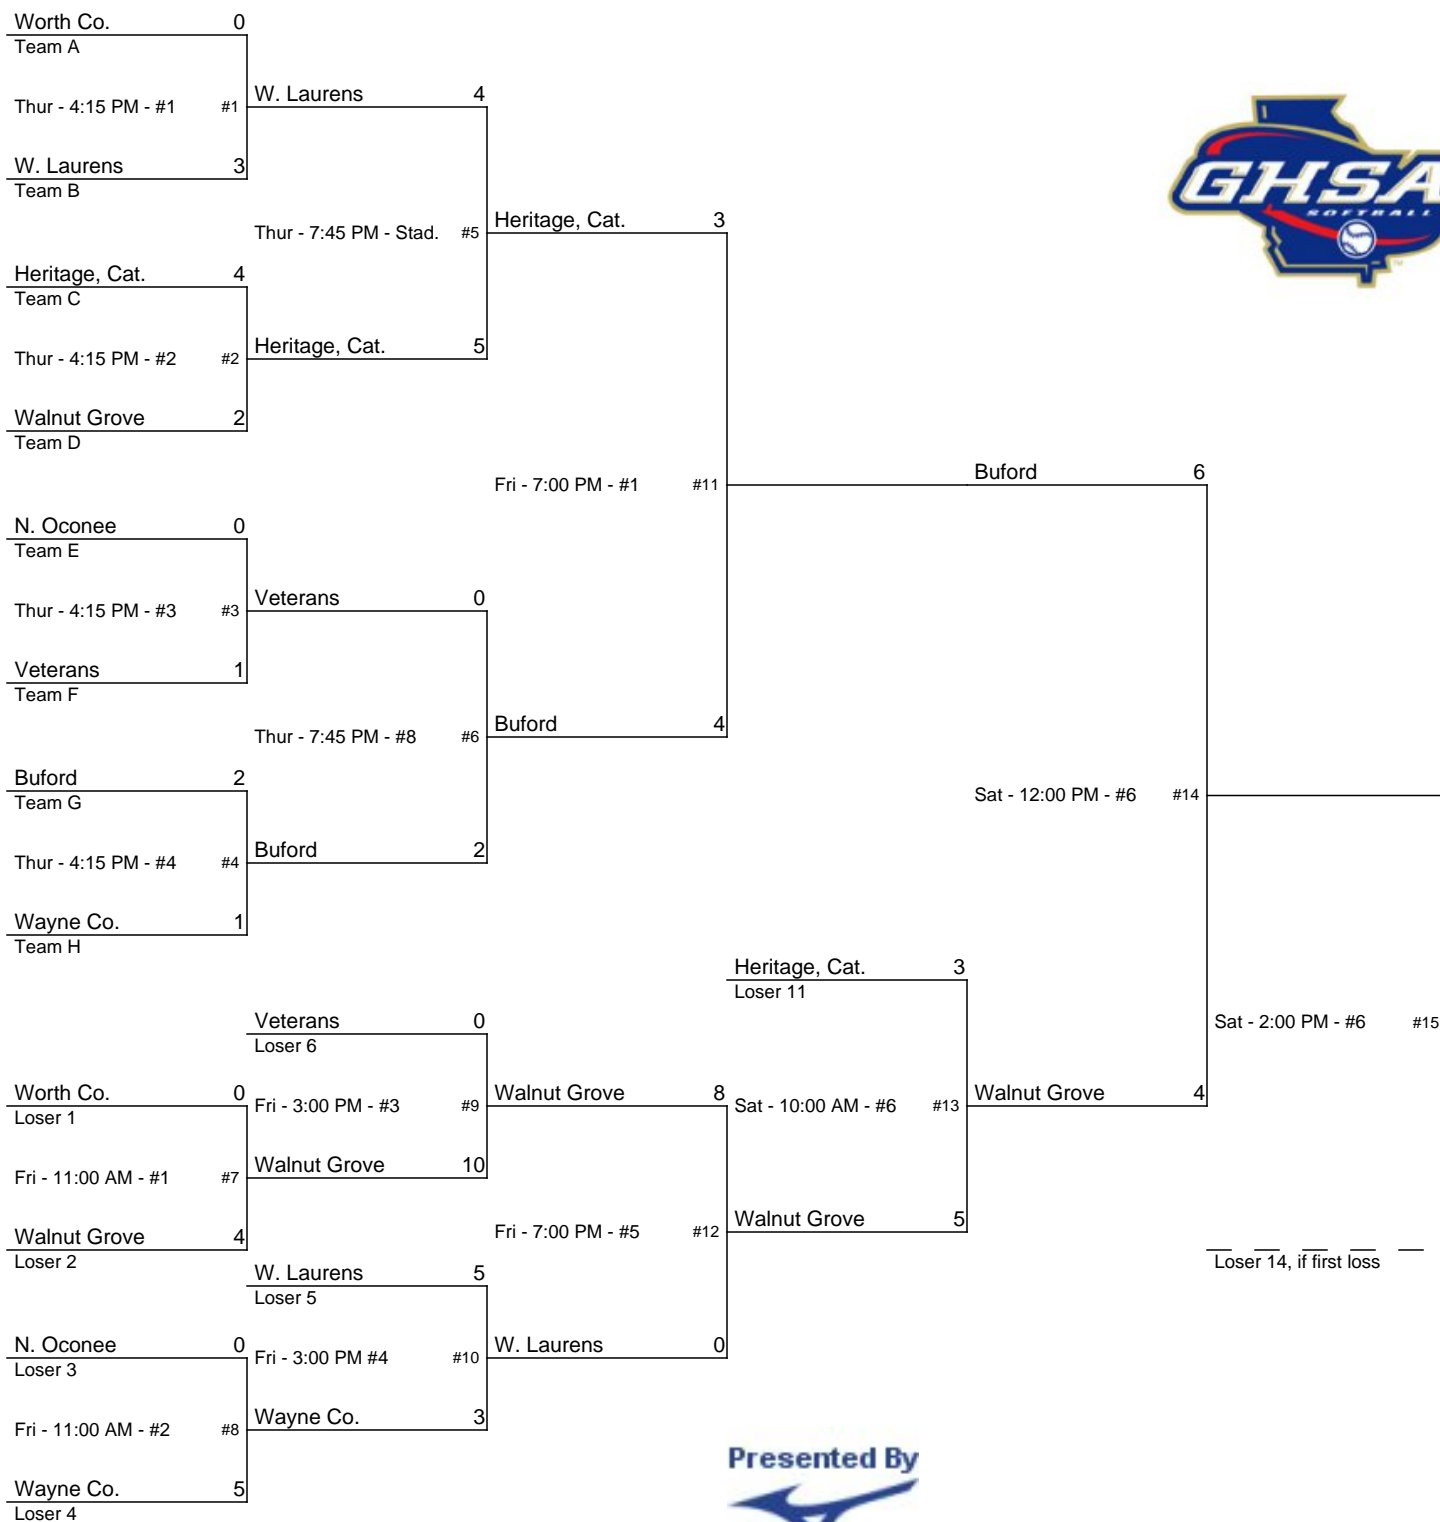 Worth Co. 0
Team A
Thur - 4:15 PM - #1 #1
W. Laurens 4
W. Laurens 3
Team B
Thur - 7:45 PM - Stad. #5
Heritage, Cat. 3
Heritage, Cat. 4
Team C
Thur - 4:15 PM - #2 #2
Heritage, Cat. 5
Walnut Grove 2
Team D
GHSA
SOFTBALL
TM
Fri - 7:00 PM - #1 #11
Buford 6
N. Oconee 0
Team E
Thur - 4:15 PM - #3 #3
Veterans 0
Veterans 1
Team F
Thur - 7:45 PM - #8 #6
Buford 4
Buford 2
Team G
Thur - 4:15 PM - #4 #4
Buford 2
Wayne Co. 1
Team H
Sat - 12:00 PM - #6 #14
Heritage, Cat. 3
Loser 11
Veterans 0
Loser 6
Sat - 2:00 PM - #6 #15
Worth Co. 0
Loser 1
Fri - 3:00 PM - #3 #9
Walnut Grove 8
Sat - 10:00 AM - #6 #13
Walnut Grove 4
Fri - 11:00 AM - #1 #7
Walnut Grove 10
Walnut Grove 4
Loser 2
Fri - 7:00 PM - #5 #12
Walnut Grove 5
Loser 14, if first loss
W. Laurens 5
Loser 5
N. Oconee 0
Loser 3
Fri - 3:00 PM #4 #10
W. Laurens 0
Fri - 11:00 AM - #2 #8
Wayne Co. 3
Wayne Co. 5
Loser 4
Presented By